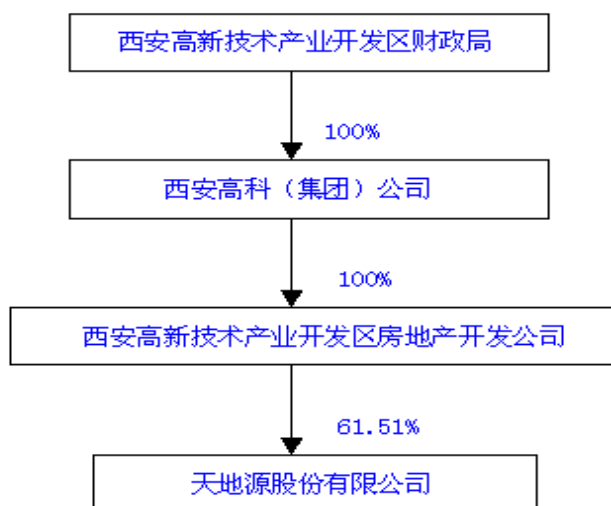 西安高新技术产业开发区财政局
100%
西安高科（集团）公司
100%
西安高新技术产业开发区房地产开发公司
61.51%
天地源股份有限公司